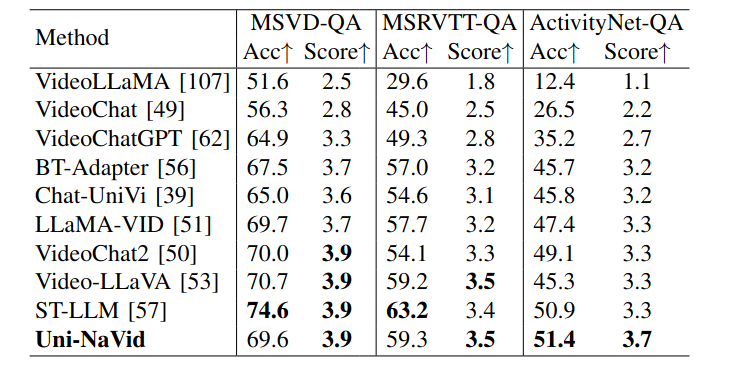 Method MSVD-QA MSRVTT-QA ActivityNet-QA
Acc↑ Score↑ Acc↑ Score↑ Acc↑ Score↑
VideoLLaMA [107] 51.6 2.5 29.6 1.8 12.4 1.1
VideoChat [49] 56.3 2.8 45.0 2.5 26.5 2.2
VideoChatGPT [62] 64.9 3.3 49.3 2.8 35.2 2.7
BT-Adapter [56] 67.5 3.7 57.0 3.2 45.7 3.2
Chat-UniVi [39] 65.0 3.6 54.6 3.1 45.8 3.2
LLaMA-VID [51] 69.7 3.7 57.7 3.2 47.4 3.3
VideoChat2 [50] 70.0 3.9 54.1 3.3 49.1 3.3
Video-LLaVA [53] 70.7 3.9 59.2 3.5 45.3 3.3
ST-LLM [57] 74.6 3.9 63.2 3.4 50.9 3.3
Uni-NaVid 69.6 3.9 59.3 3.5 51.4 3.7